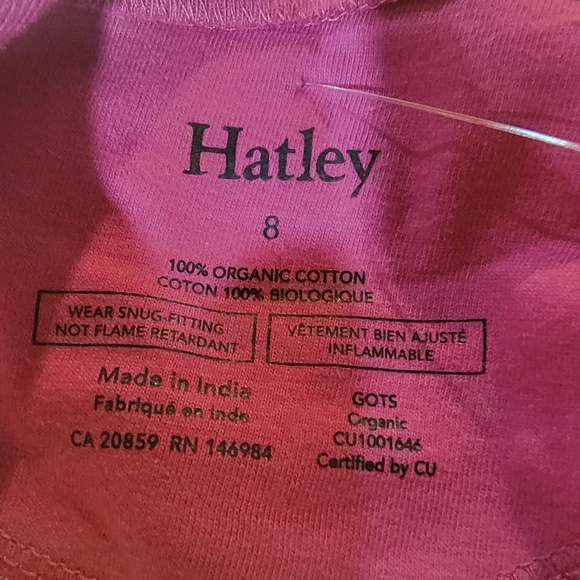 Hatley
8
100% ORGANIC COTTON
COTON 100% BIOLOGIQUE
WEAR SNUG-FITTING
NOT FLAME RETARDANT
VÊTEMENT BIEN AJUSTÉ
INFLAMMABLE
Made in India
Fabriqué en Inde
CA 20859 RN 146984
GOTS
Organic
CU1001646
Certified by CU